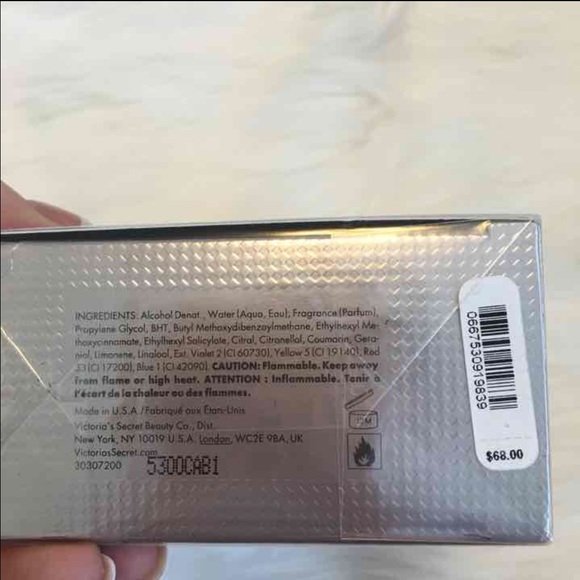 INGREDIENTS: Alcohol Denat., Water (Aqua, Eau), Fragrance (Parfum),
Propylene Glycol, BHT, Butyl Methoxydibenzoylmethane, Ethylhexyl Me-
thoxycinnamate, Ethylhexyl Salicylate, Citral, Citronellol, Coumarin, Gera-
niol, Limonene, Linalool, Ext. Violet 2 (CI 60730), Yellow 5 (CI 19140), Red
33 (CI 17200), Blue 1 (CI 42090). CAUTION: Flammable. Keep away
from flame or high heat. ATTENTION : Inflammable. Tenir à
l'écart de la chaleur ou des flammes.
Made in U.S.A./Fabriqué aux États-Unis
Victoria's Secret Beauty Co., Dist.
New York, NY 10019 U.S.A. London, WC2E 9BA, UK
VictoriasSecret.com
30307200
5300CAB1
0667530919839
$68.00